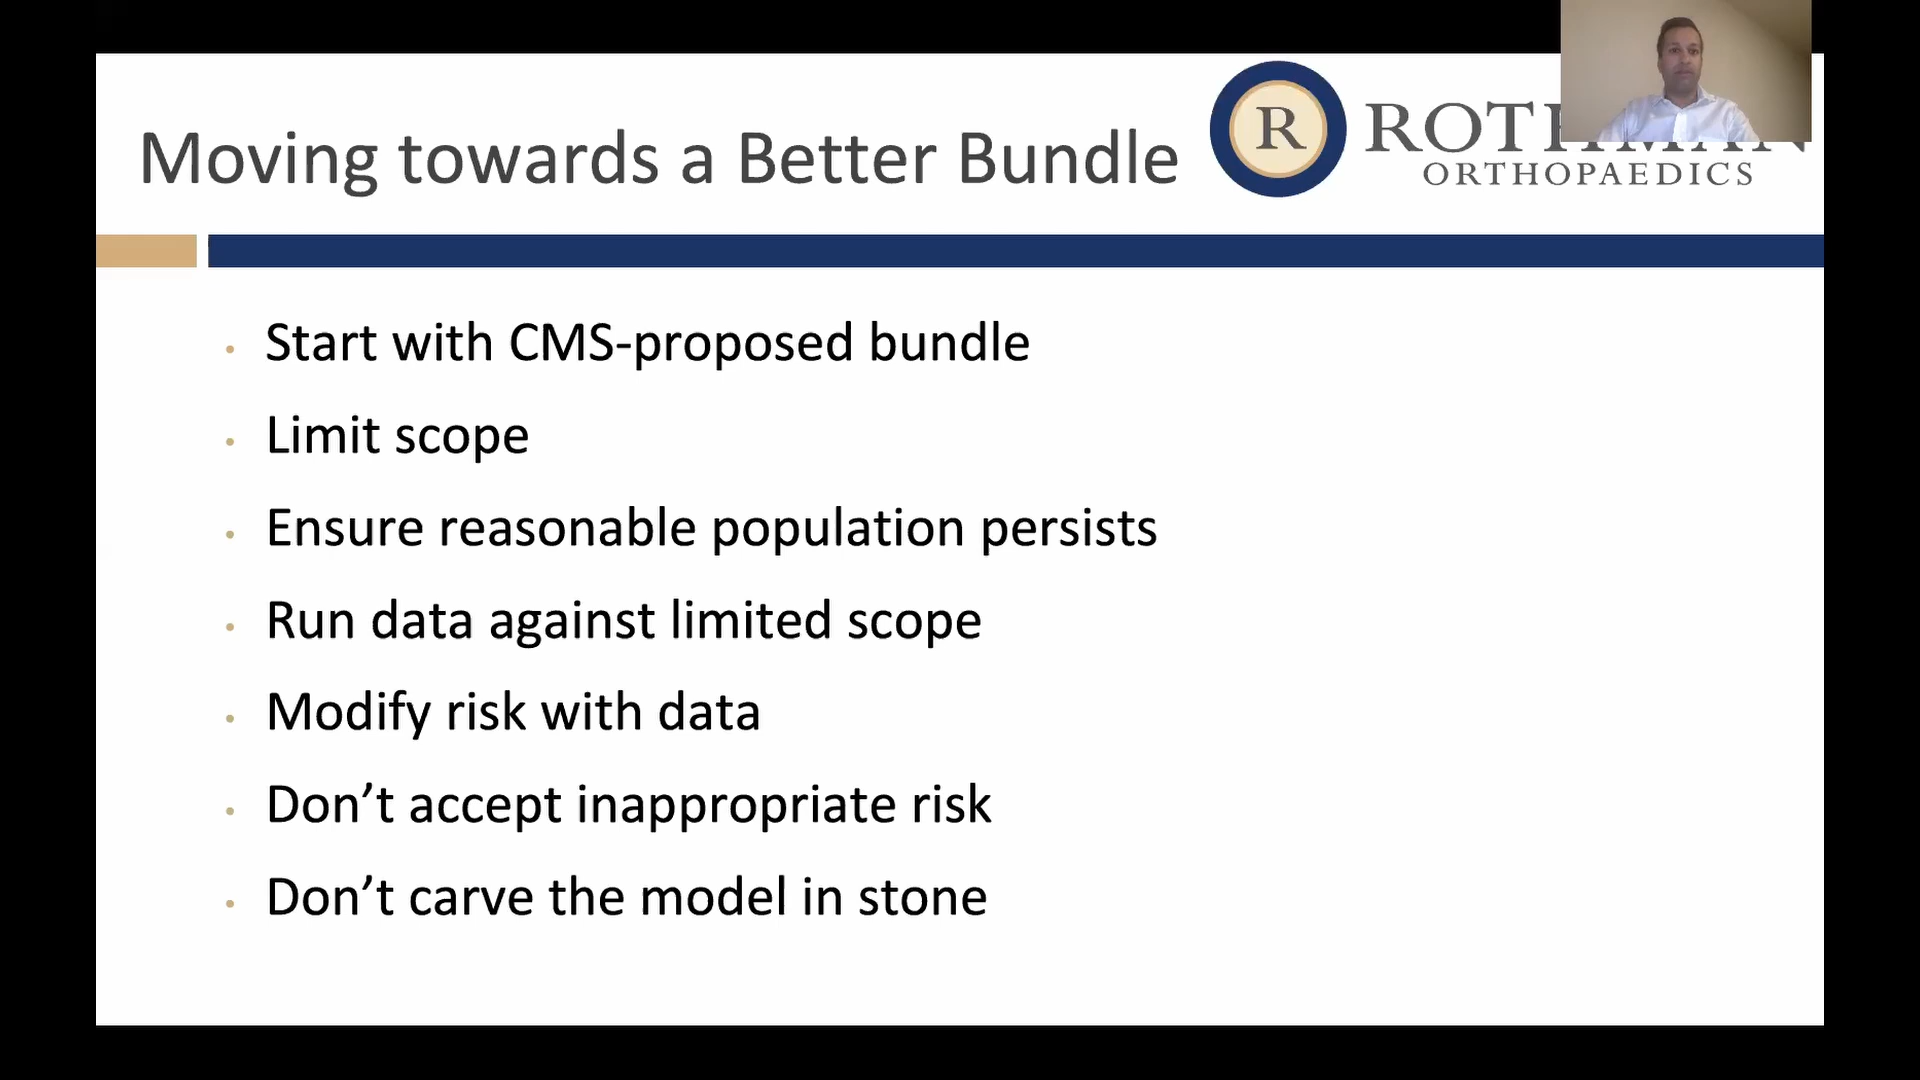 Moving towards a Better Bundle
R
ROTHMAN
ORTHOPAEDICS
• Start with CMS-proposed bundle
• Limit scope
• Ensure reasonable population persists
• Run data against limited scope
• Modify risk with data
• Don’t accept inappropriate risk
• Don’t carve the model in stone